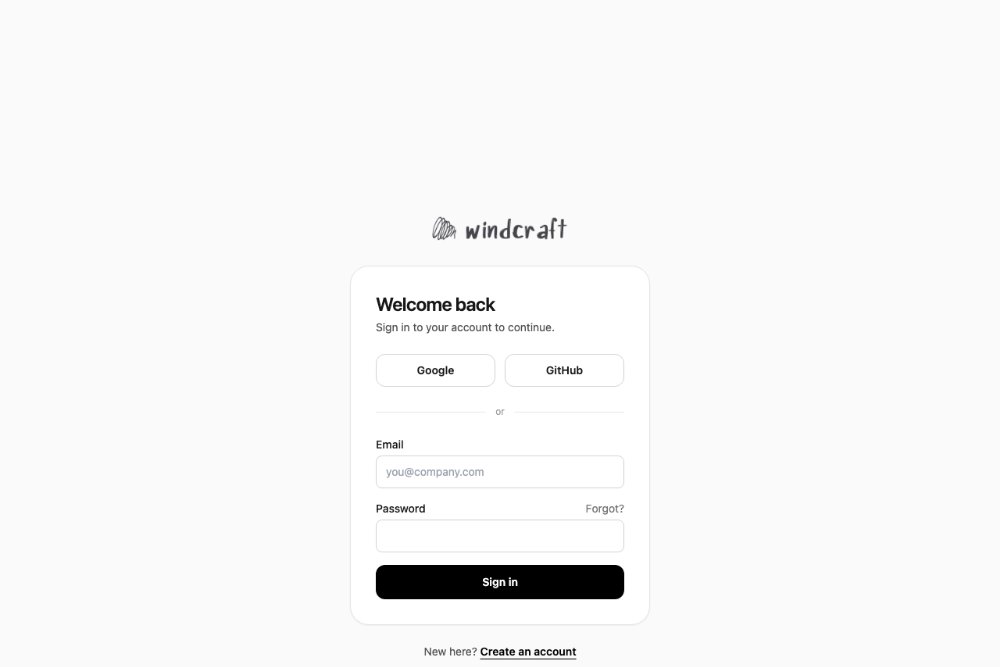 windcraft
Welcome back
Sign in to your account to continue.
Google GitHub
or
Email
you@company.com
Password Forgot?
Sign in
New here? Create an account